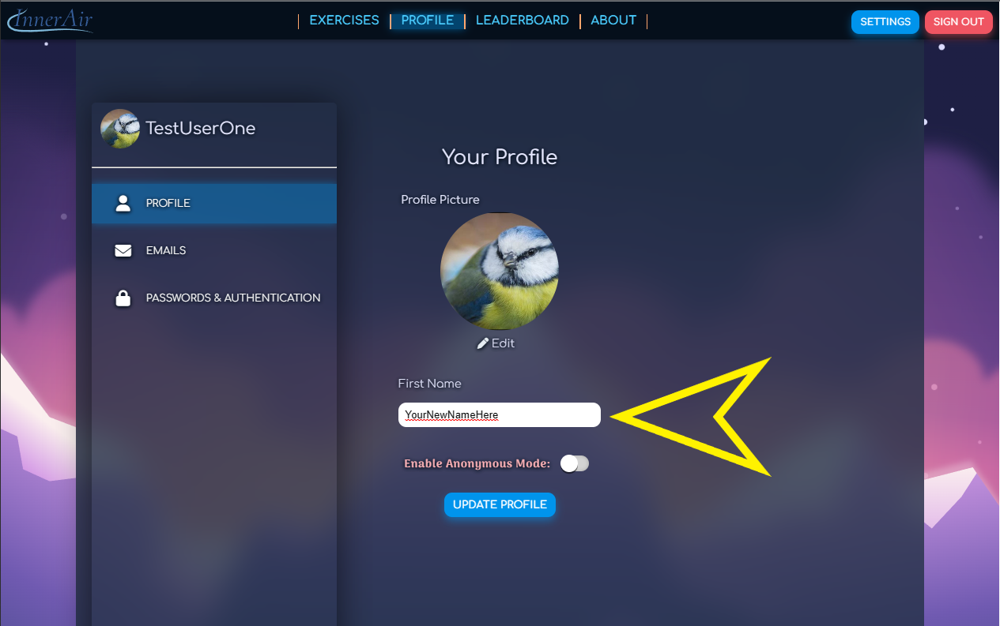 InnerAir
EXERCISES
PROFILE
LEADERBOARD
ABOUT
SETTINGS
SIGN OUT
TestUserOne
PROFILE
EMAILS
PASSWORDS & AUTHENTICATION
Your Profile
Profile Picture
Edit
First Name
YourNewNameHere
Enable Anonymous Mode:
UPDATE PROFILE